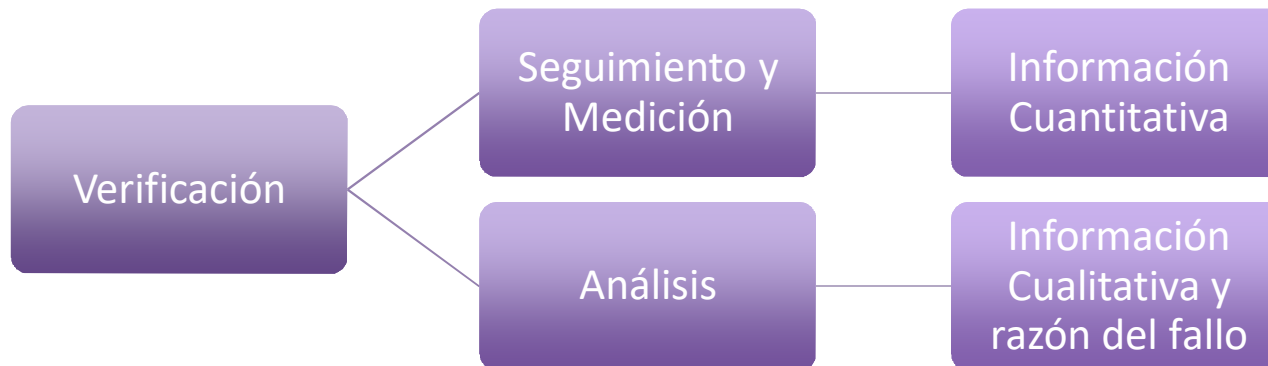 Verificación
Seguimiento y
Medición
Información
Cuantitativa
Análisis
Información
Cualitativa y
razón del fallo